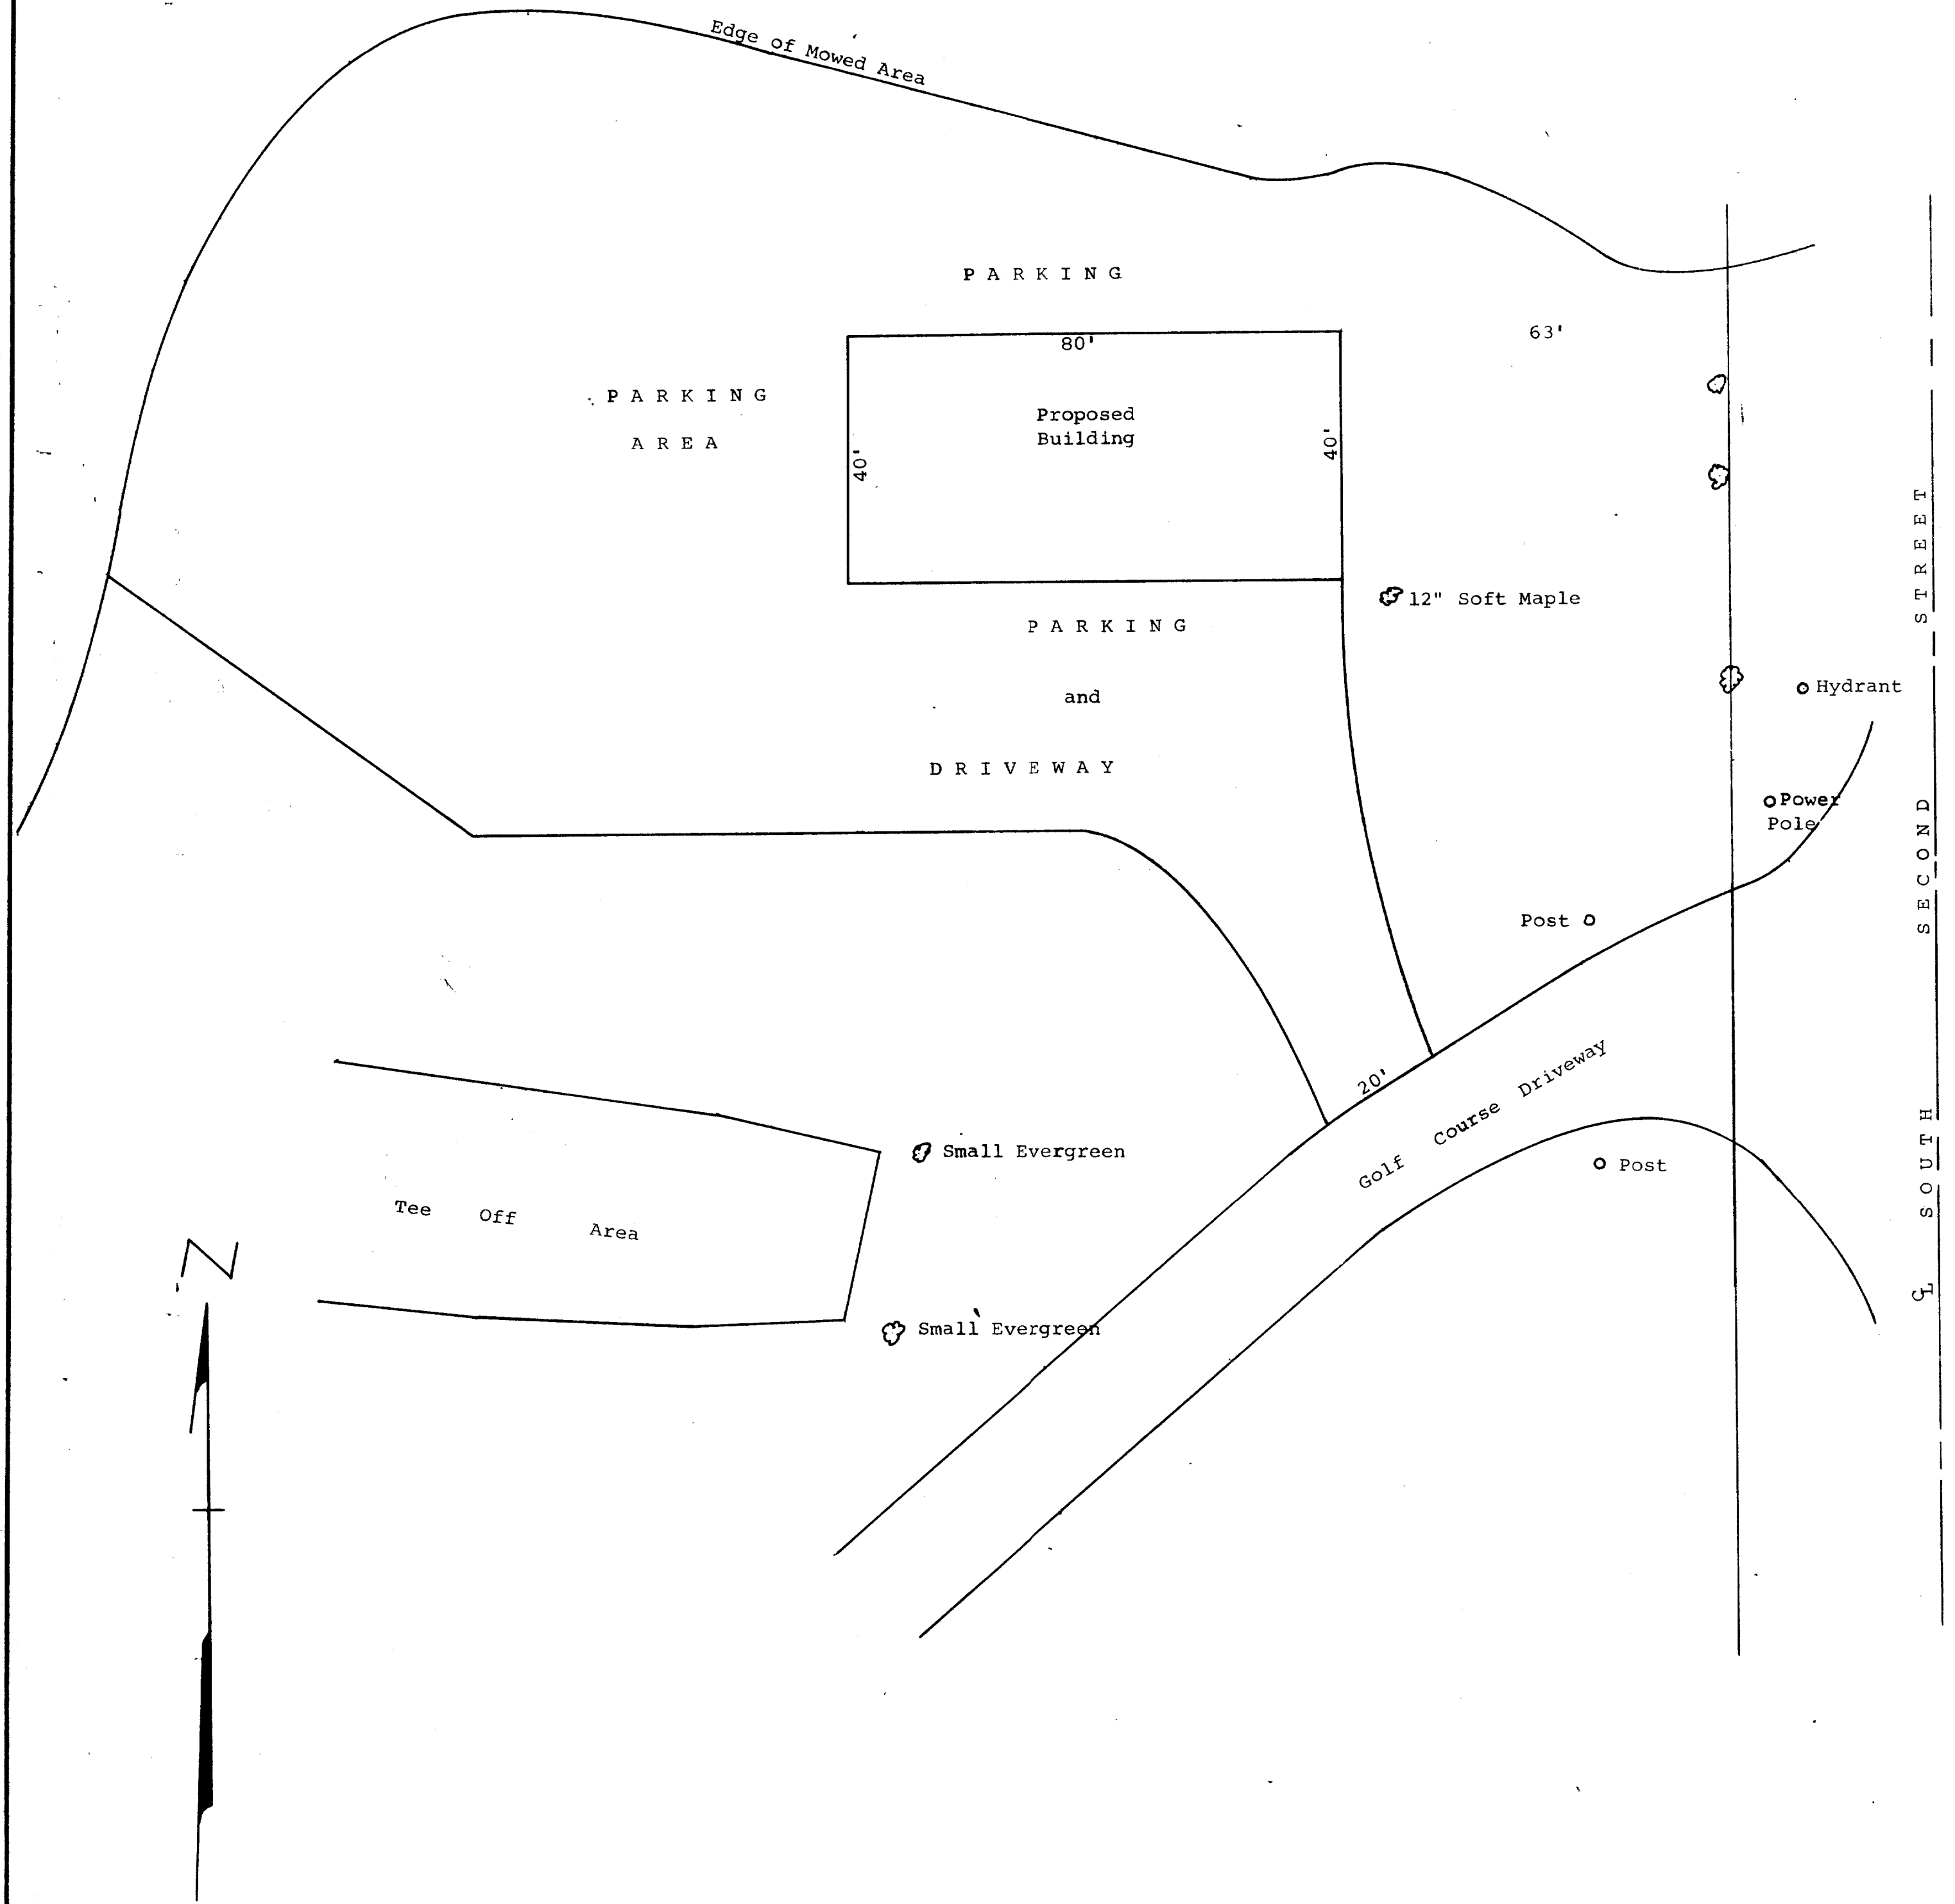 Edge of Mowed Area
PARKING
80'
63'
PARKING
AREA
Proposed
Building
40'
40'
12" Soft Maple
PARKING
and
DRIVEWAY
Hydrant
Power
Pole
Post
20'
Golf Course Driveway
Post
Small Evergreen
Tee Off Area
Small Evergreen
N
℄ SOUTH SECOND STREET